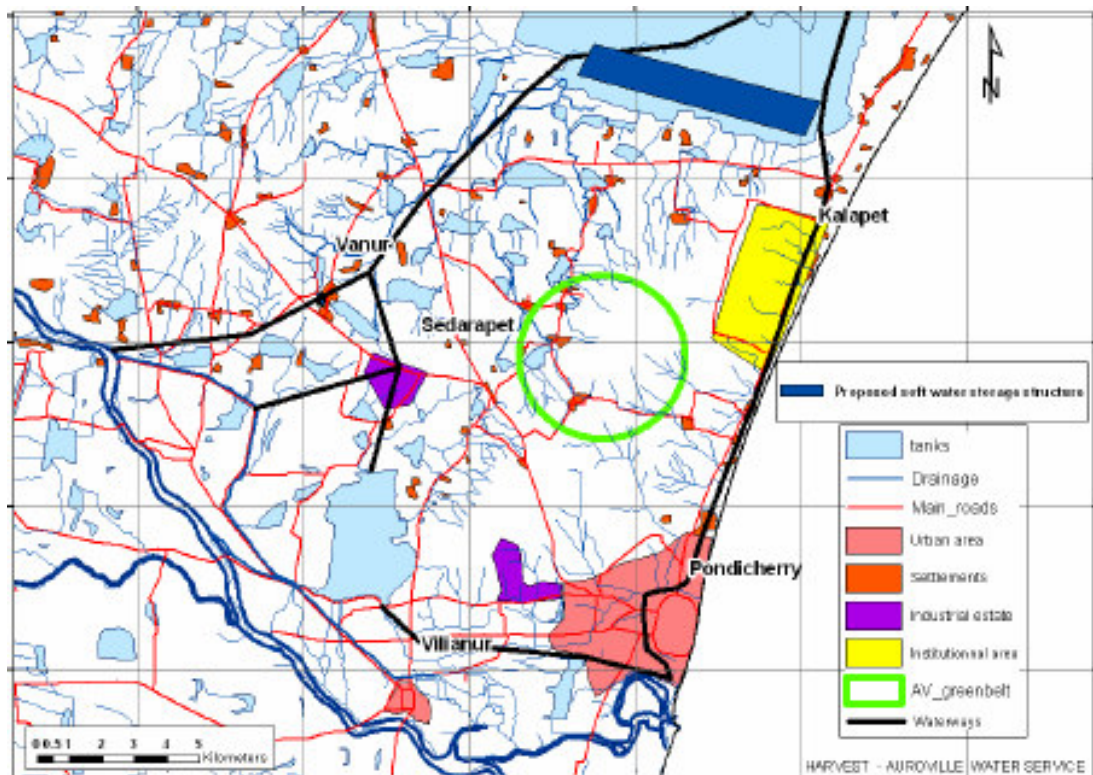 N
Kalapet
Vanur
Sedarapet
Proposed soft water storage structure
tanks
Drainage
Main_roads
Urban area
Settlements
Industrial estate
Institutionnal area
AV_greenbelt
Waterways
Pondicherry
Villianur
0 0.5 1 2 3 4 5
Kilometers
HARVEST - AUROVILLE WATER SERVICE